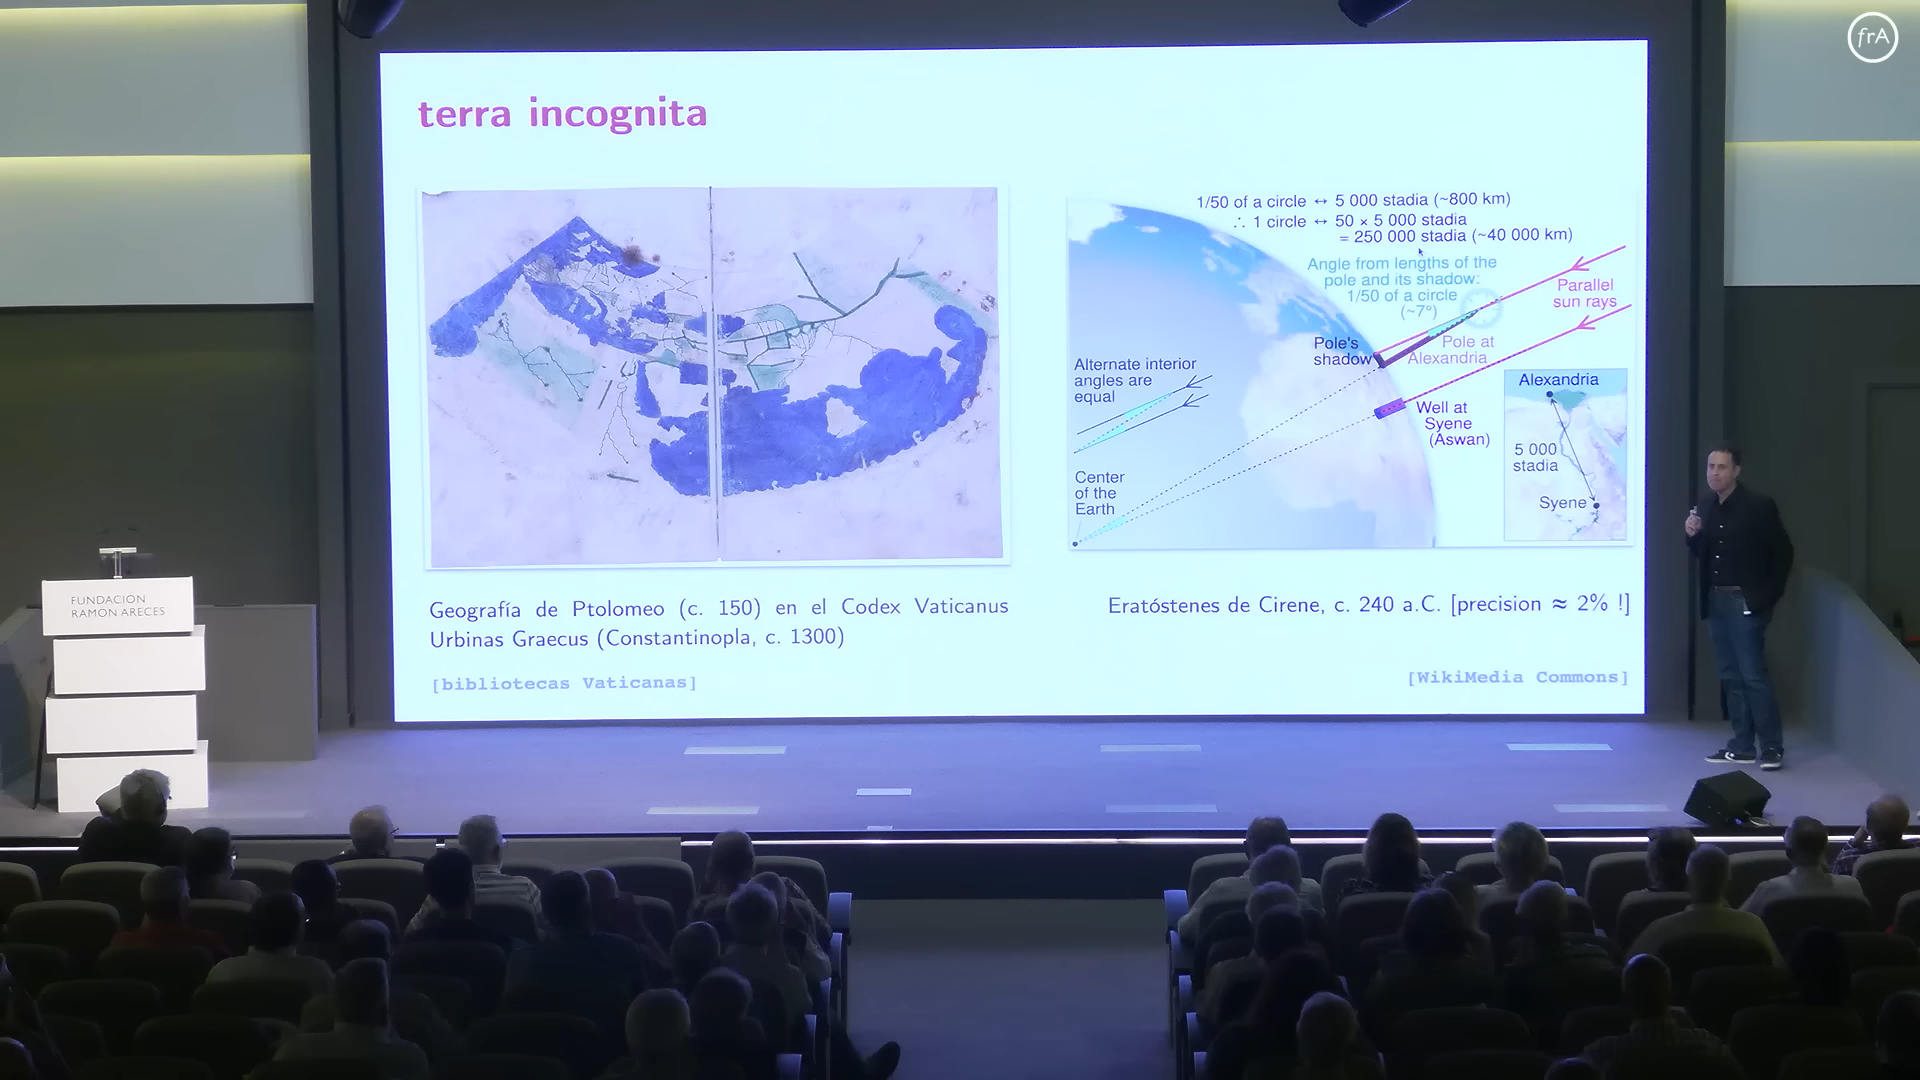 frA
terra incognita
1/50 of a circle ↔ 5 000 stadia (~800 km)
∴ 1 circle ↔ 50 × 5 000 stadia
= 250 000 stadia (~40 000 km)
Angle from lengths of the
pole and its shadow:
1/50 of a circle
(~7°)
Parallel
sun rays
Pole's
shadow
Pole at
Alexandria
Alternate interior
angles are
equal
Well at
Syene
(Aswan)
Alexandria
5 000
stadia
Syene
Center
of the
Earth
Geografía de Ptolomeo (c. 150) en el Codex Vaticanus
Urbinas Graecus (Constantinopla, c. 1300)
[bibliotecas Vaticanas]
Eratóstenes de Cirene, c. 240 a.C. [precision ≈ 2% !]
[WikiMedia Commons]
FUNDACIÓN
RAMÓN ARECES